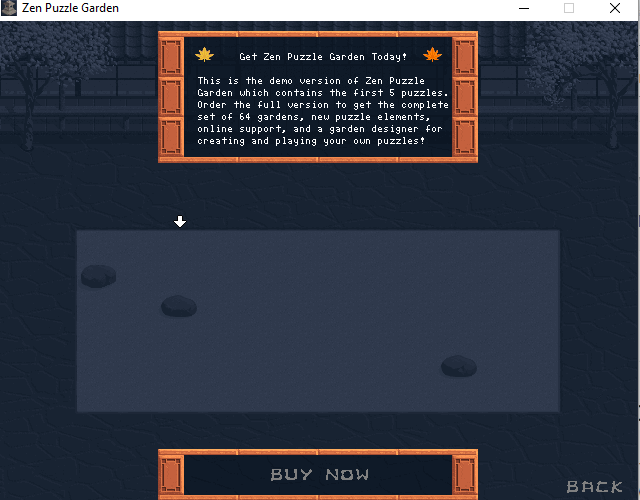 Zen Puzzle Garden
Get Zen Puzzle Garden Today!
This is the demo version of Zen Puzzle
Garden which contains the first 5 puzzles.
Order the full version to get the complete
set of 64 gardens, new puzzle elements,
online support, and a garden designer for
creating and playing your own puzzles!
BUY NOW
BACK